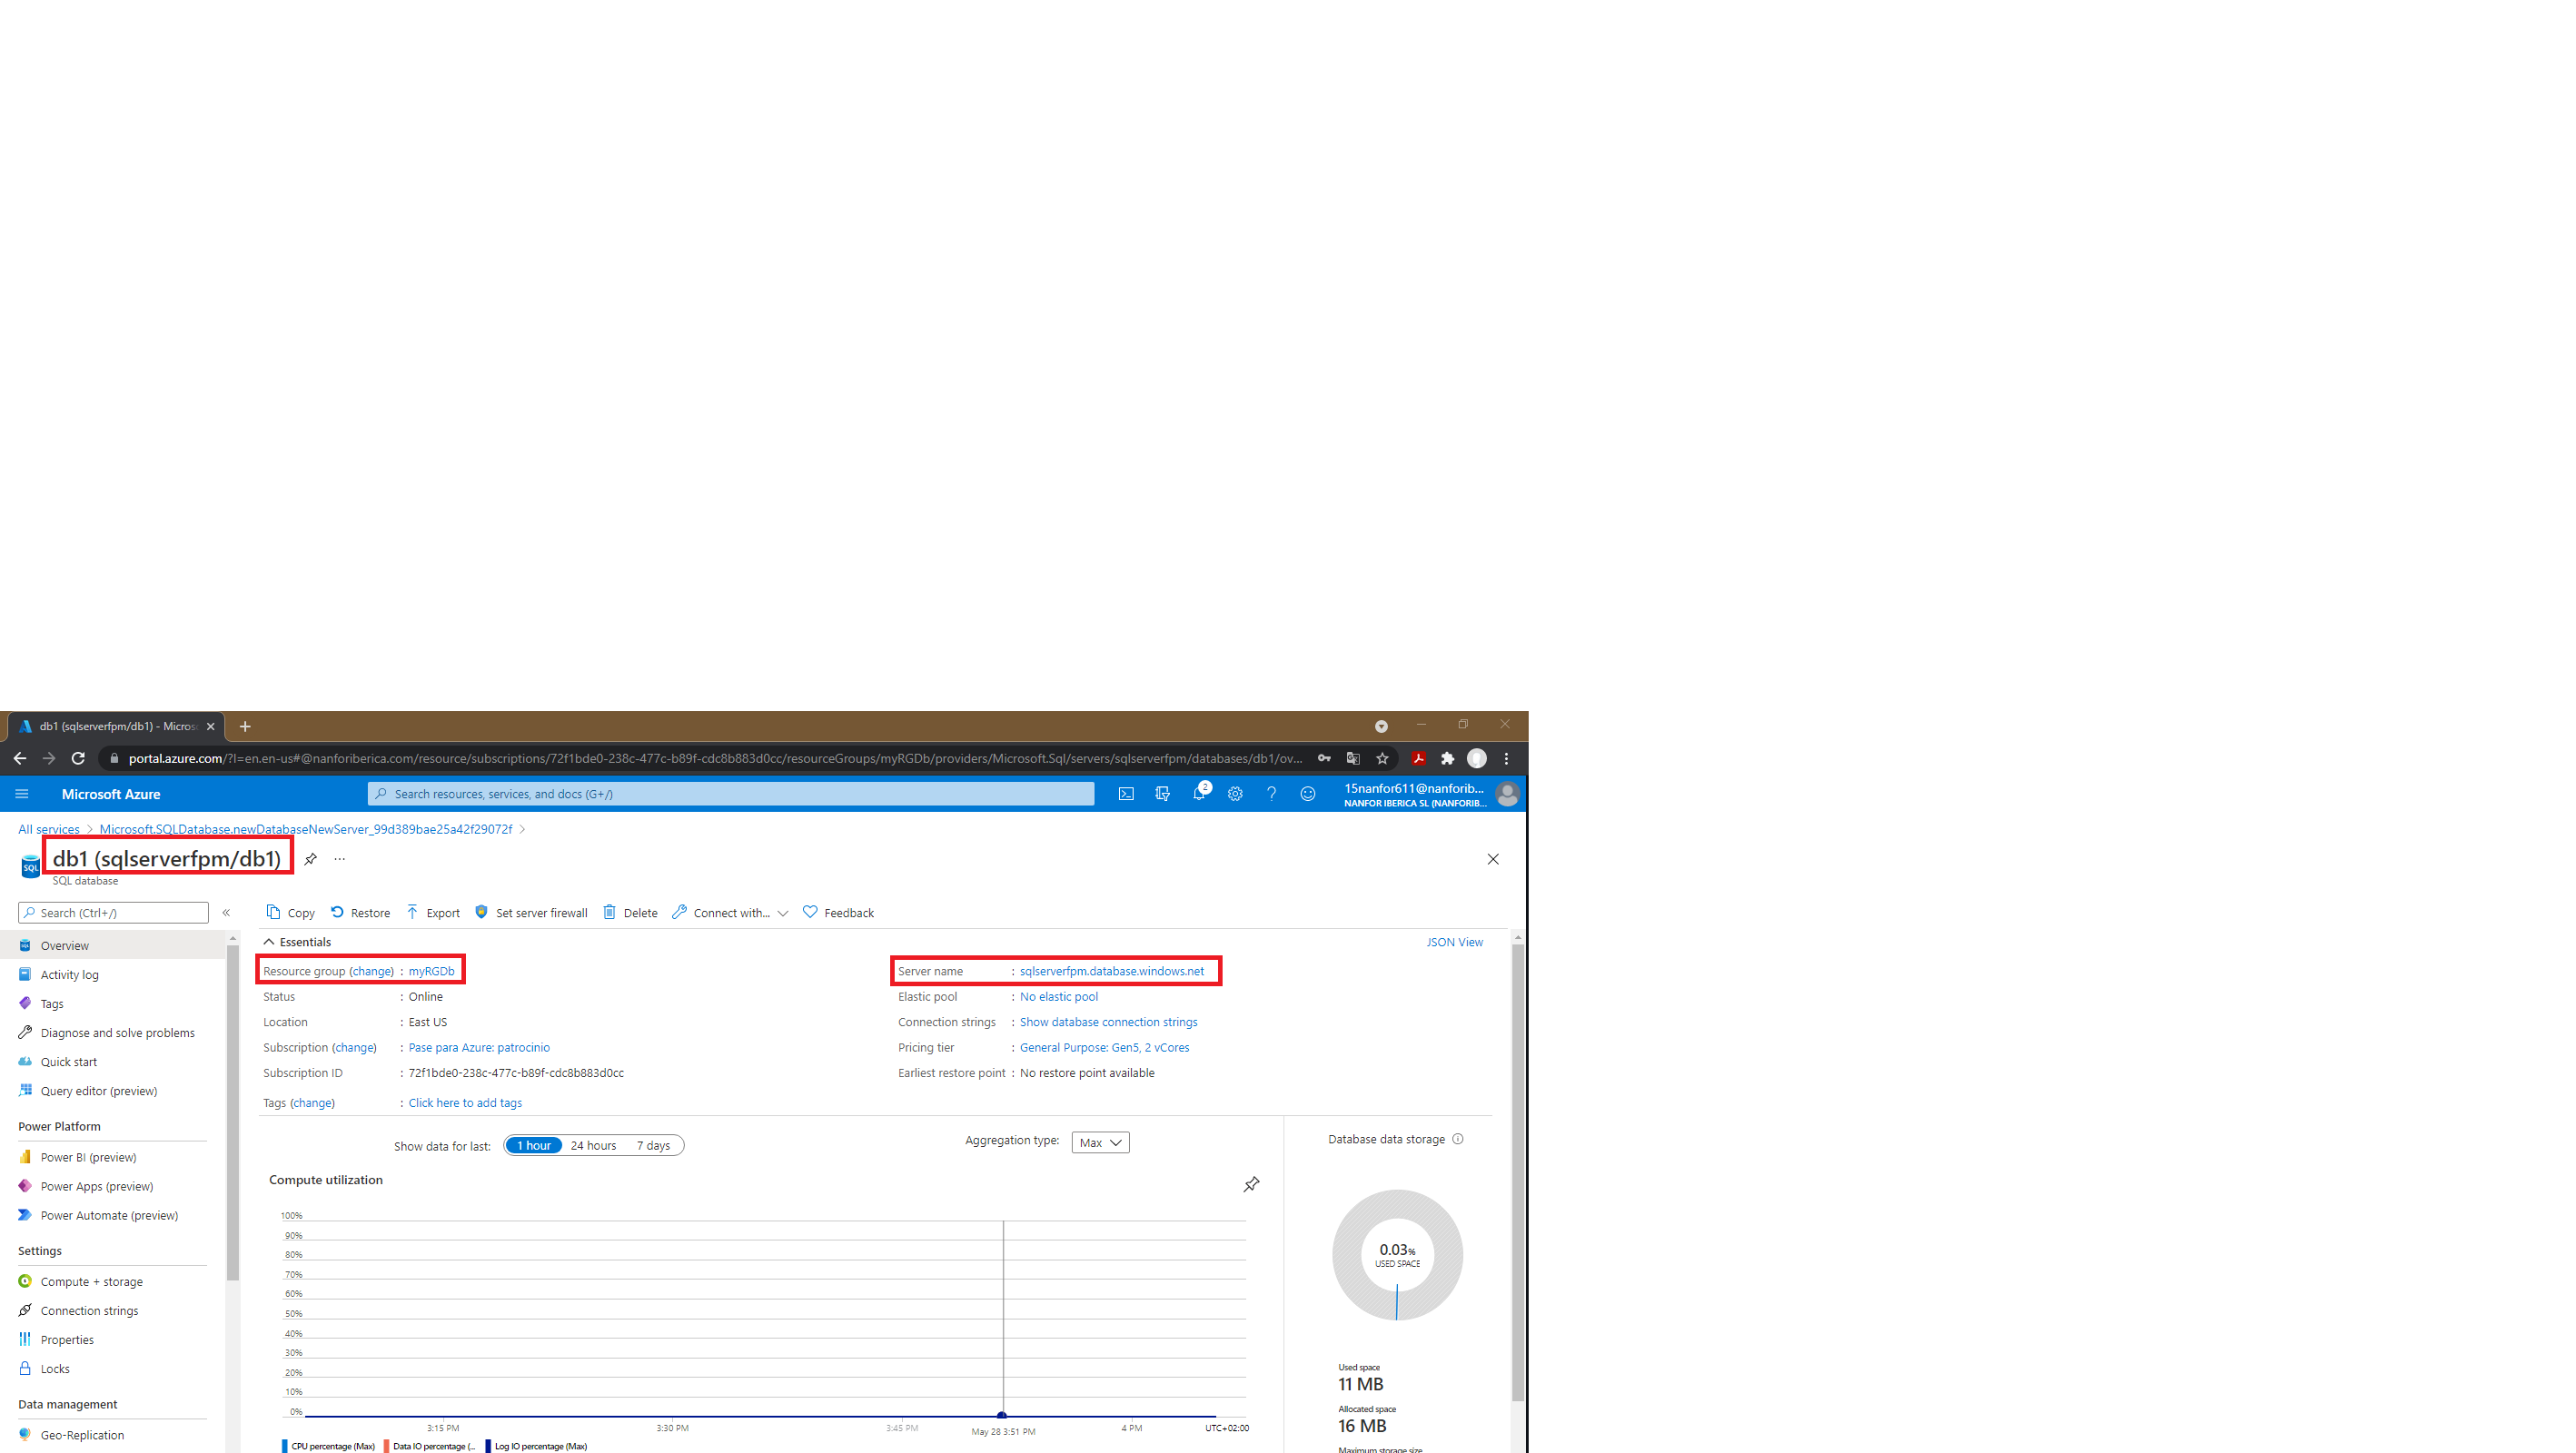 db1 (sqlserverfpm/db1) - Micros
portal.azure.com/?l=en.en-us#@nanforiberica.com/resource/subscriptions/72f1bde0-238c-477c-b89f-cdc8b883d0cc/resourceGroups/myRGDb/providers/Microsoft.Sql/servers/sqlserverfpm/databases/db1/ov...
Microsoft Azure
Search resources, services, and docs (G+/)
2
15nanfor611@nanforib...
NANFOR IBERICA SL (NANFORIB...
All services > Microsoft.SQLDatabase.newDatabaseNewServer_99d389bae25a42f29072f >
SQL
db1 (sqlserverfpm/db1)
...
SQL database
Search (Ctrl+/)
«
Copy
Restore
Export
Set server firewall
Delete
Connect with...
Feedback
Overview
Activity log
Tags
Diagnose and solve problems
Quick start
Query editor (preview)
Power Platform
Power BI (preview)
Power Apps (preview)
Power Automate (preview)
Settings
Compute + storage
Connection strings
Properties
Locks
Data management
Geo-Replication
Essentials
JSON View
Resource group (change) : myRGDb
Status : Online
Location : East US
Subscription (change) : Pase para Azure: patrocinio
Subscription ID : 72f1bde0-238c-477c-b89f-cdc8b883d0cc
Tags (change) : Click here to add tags
Server name : sqlserverfpm.database.windows.net
Elastic pool : No elastic pool
Connection strings : Show database connection strings
Pricing tier : General Purpose: Gen5, 2 vCores
Earliest restore point : No restore point available
Show data for last: 1 hour 24 hours 7 days
Aggregation type: Max
Compute utilization
100%
90%
80%
70%
60%
50%
40%
30%
20%
10%
0%
3:15 PM
3:30 PM
3:45 PM
May 28 3:51 PM
4 PM
UTC+02:00
CPU percentage (Max)
Data IO percentage (...
Log IO percentage (Max)
Database data storage
0.03%
USED SPACE
Used space
11 MB
Allocated space
16 MB
Maximum storage size